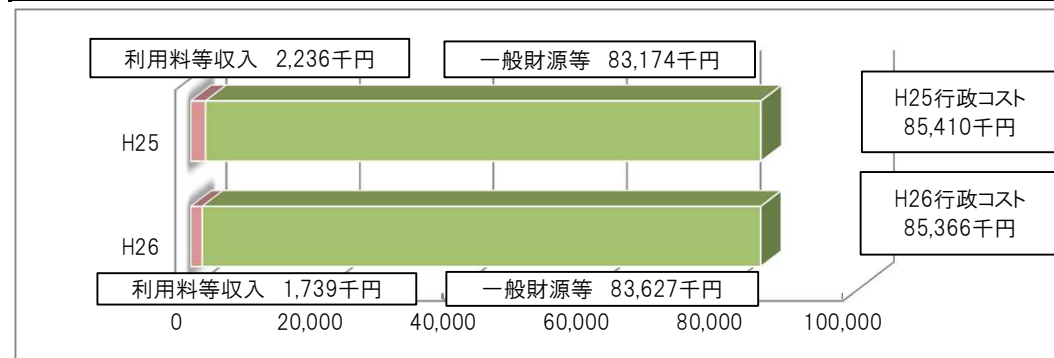 利用料等収入 2,236千円
一般財源等 83,174千円
H25行政コスト
85,410千円
H25
H26行政コスト
85,366千円
H26
利用料等収入 1,739千円
一般財源等 83,627千円
0 20,000 40,000 60,000 80,000 100,000